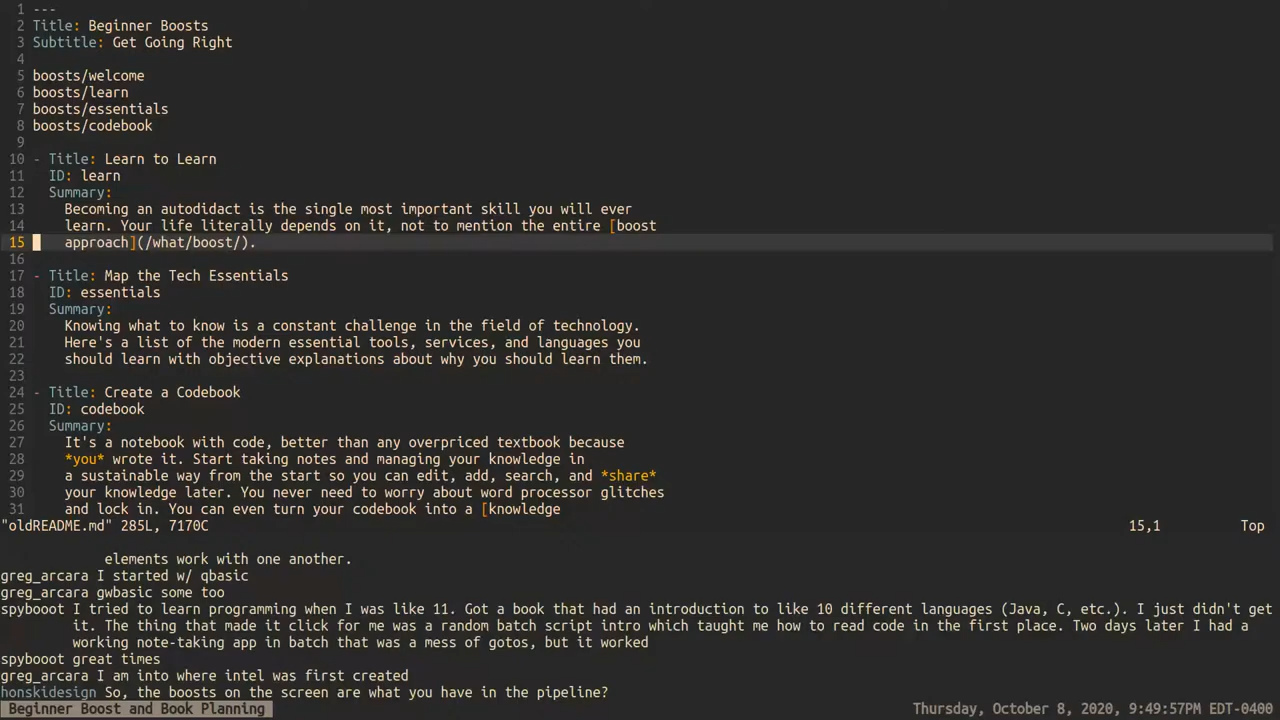 1 ---
2 Title: Beginner Boosts
3 Subtitle: Get Going Right
4
5 boosts/welcome
6 boosts/learn
7 boosts/essentials
8 boosts/codebook
9
10 - Title: Learn to Learn
11 ID: learn
12 Summary:
13 Becoming an autodidact is the single most important skill you will ever
14 learn. Your life literally depends on it, not to mention the entire [boost
15 approach](/what/boost/).
16
17 - Title: Map the Tech Essentials
18 ID: essentials
19 Summary:
20 Knowing what to know is a constant challenge in the field of technology.
21 Here's a list of the modern essential tools, services, and languages you
22 should learn with objective explanations about why you should learn them.
23
24 - Title: Create a Codebook
25 ID: codebook
26 Summary:
27 It's a notebook with code, better than any overpriced textbook because
28 *you* wrote it. Start taking notes and managing your knowledge in
29 a sustainable way from the start so you can edit, add, search, and *share*
30 your knowledge later. You never need to worry about word processor glitches
31 and lock in. You can even turn your codebook into a [knowledge
"oldREADME.md" 285L, 7170C 15,1 Top
elements work with one another.
greg_arcara I started w/ qbasic
greg_arcara gwbasic some too
spybooot I tried to learn programming when I was like 11. Got a book that had an introduction to like 10 different languages (Java, C, etc.). I just didn't get
it. The thing that made it click for me was a random batch script intro which taught me how to read code in the first place. Two days later I had a
working note-taking app in batch that was a mess of gotos, but it worked
spybooot great times
greg_arcara I am into where intel was first created
honskidesign So, the boosts on the screen are what you have in the pipeline?
Beginner Boost and Book Planning Thursday, October 8, 2020, 9:49:57PM EDT-0400